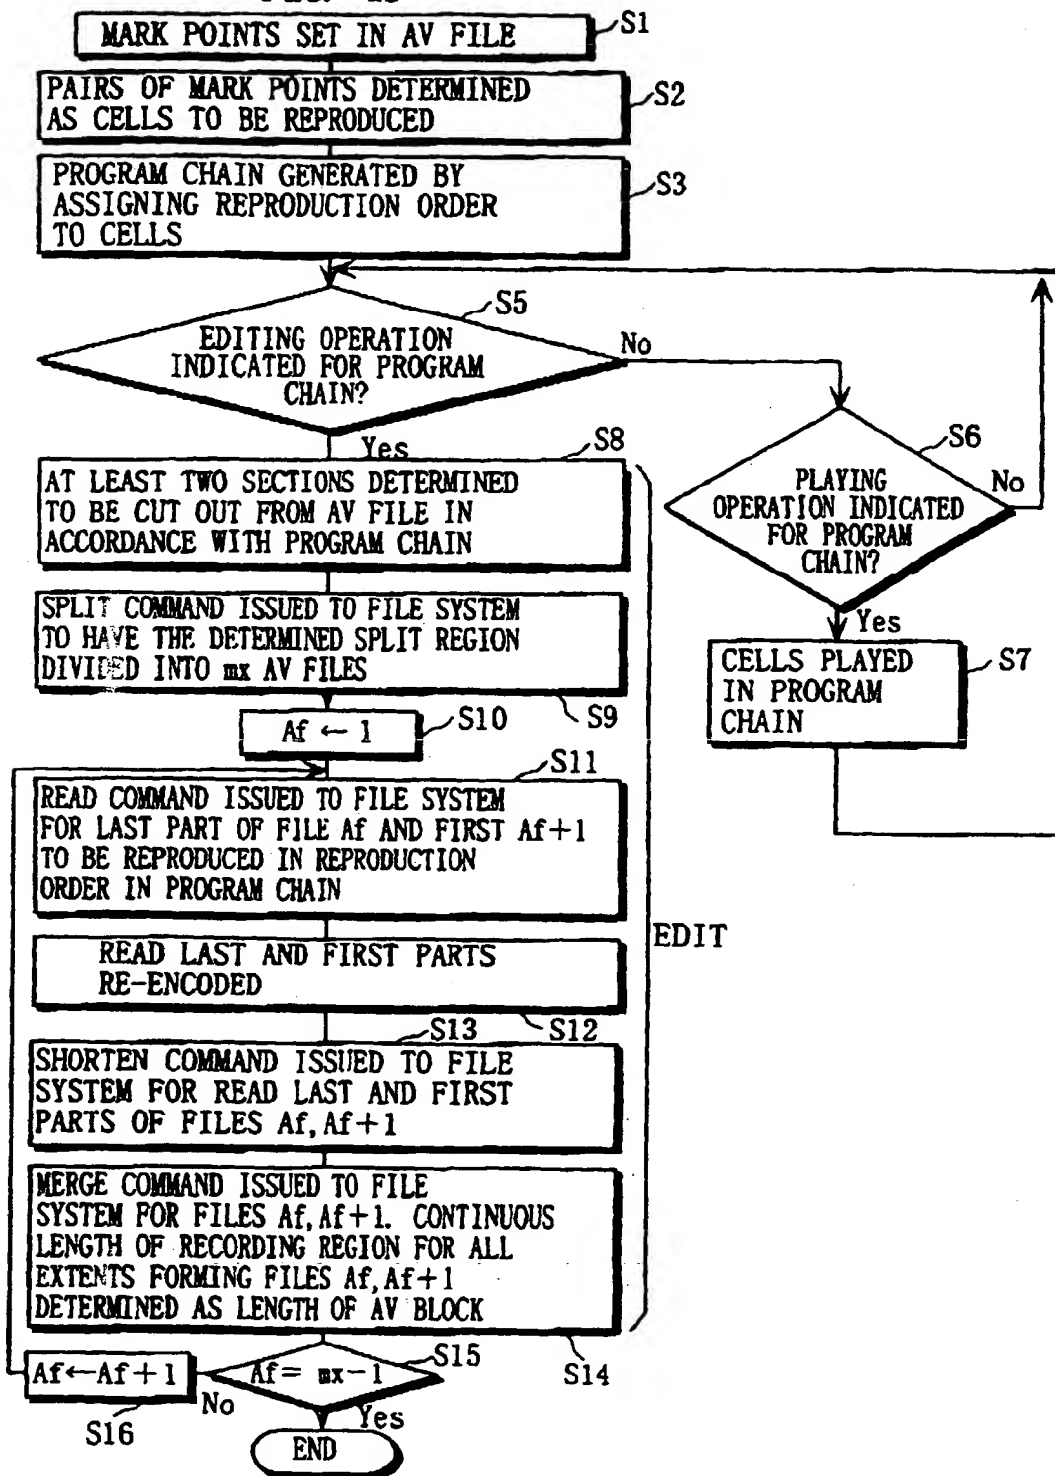 MARK POINTS SET IN AV FILE
S1
PAIRS OF MARK POINTS DETERMINED
AS CELLS TO BE REPRODUCED
S2
PROGRAM CHAIN GENERATED BY
ASSIGNING REPRODUCTION ORDER
TO CELLS
S3
S5
EDITING OPERATION
INDICATED FOR PROGRAM
CHAIN?
No
Yes
S6
PLAYING
OPERATION INDICATED
FOR PROGRAM
CHAIN?
No
Yes
CELLS PLAYED
IN PROGRAM
CHAIN
S7
S8
AT LEAST TWO SECTIONS DETERMINED
TO BE CUT OUT FROM AV FILE IN
ACCORDANCE WITH PROGRAM CHAIN
SPLIT COMMAND ISSUED TO FILE SYSTEM
TO HAVE THE DETERMINED SPLIT REGION
DIVIDED INTO mx AV FILES
S9
Af ← 1
S10
S11
READ COMMAND ISSUED TO FILE SYSTEM
FOR LAST PART OF FILE Af AND FIRST Af+1
TO BE REPRODUCED IN REPRODUCTION
ORDER IN PROGRAM CHAIN
EDIT
READ LAST AND FIRST PARTS
RE-ENCODED
S12
S13
SHORTEN COMMAND ISSUED TO FILE
SYSTEM FOR READ LAST AND FIRST
PARTS OF FILES Af, Af+1
MERGE COMMAND ISSUED TO FILE
SYSTEM FOR FILES Af, Af+1. CONTINUOUS
LENGTH OF RECORDING REGION FOR ALL
EXTENTS FORMING FILES Af, Af+1
DETERMINED AS LENGTH OF AV BLOCK
S14
S15
Af= mx-1
No
Af←Af+1
S16
Yes
END